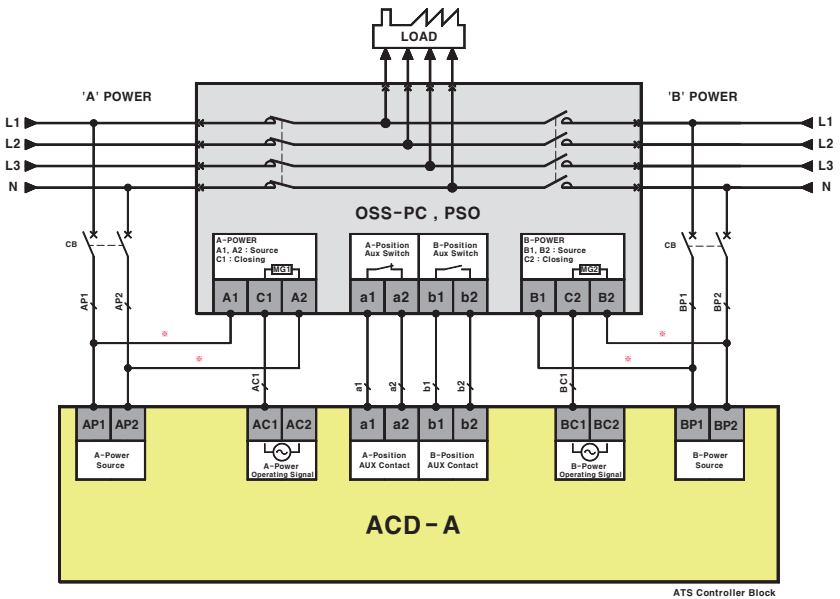 LOAD
'A' POWER
'B' POWER
L1
L1
L2
L2
L3
L3
N
N
OSS-PC , PSO
CB
CB
A-POWER
A1, A2 : Source
C1 : Closing
MG1
A-Position
Aux Switch
B-Position
Aux Switch
B-POWER
B1, B2 : Source
C2 : Closing
MG2
A1 C1 A2
a1 a2 b1 b2
B1 C2 B2
AP1
AP2
BP1
BP2
※
※
※
※
AC1
a1
a2
b1
b2
BC1
AP1 AP2
AC1 AC2
a1 a2 b1 b2
BC1 BC2
BP1 BP2
A-Power
Source
A-Power
Operating Signal
A-Position
AUX Contact
B-Position
AUX Contact
B-Power
Operating Signal
B-Power
Source
ACD-A
ATS Controller Block